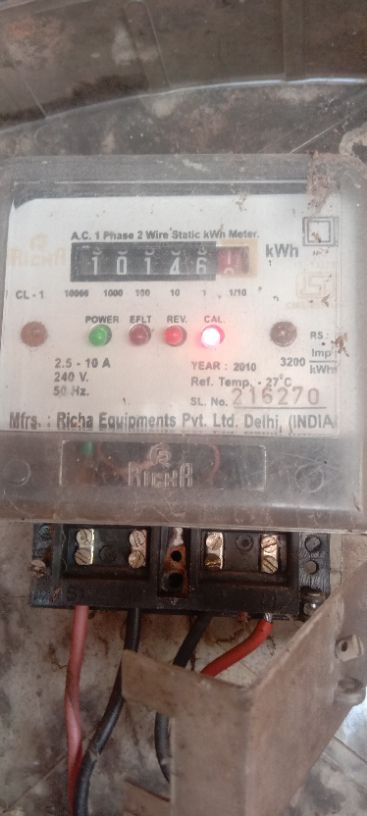 A.C. 1 Phase 2 Wire Static kWh Meter.
RICHA
10146
kWh
CL - 1 10000 1000 100 10 1 1/10
POWER EFLT REV. CAL.
RS :
2.5 - 10 A
240 V.
50 Hz.
YEAR : 2010
3200 Imp/kWh
Ref. Temp. - 27°C
SL. No. 216270
Mfrs. : Richa Equipments Pvt. Ltd. Delhi, (INDIA
RICHA